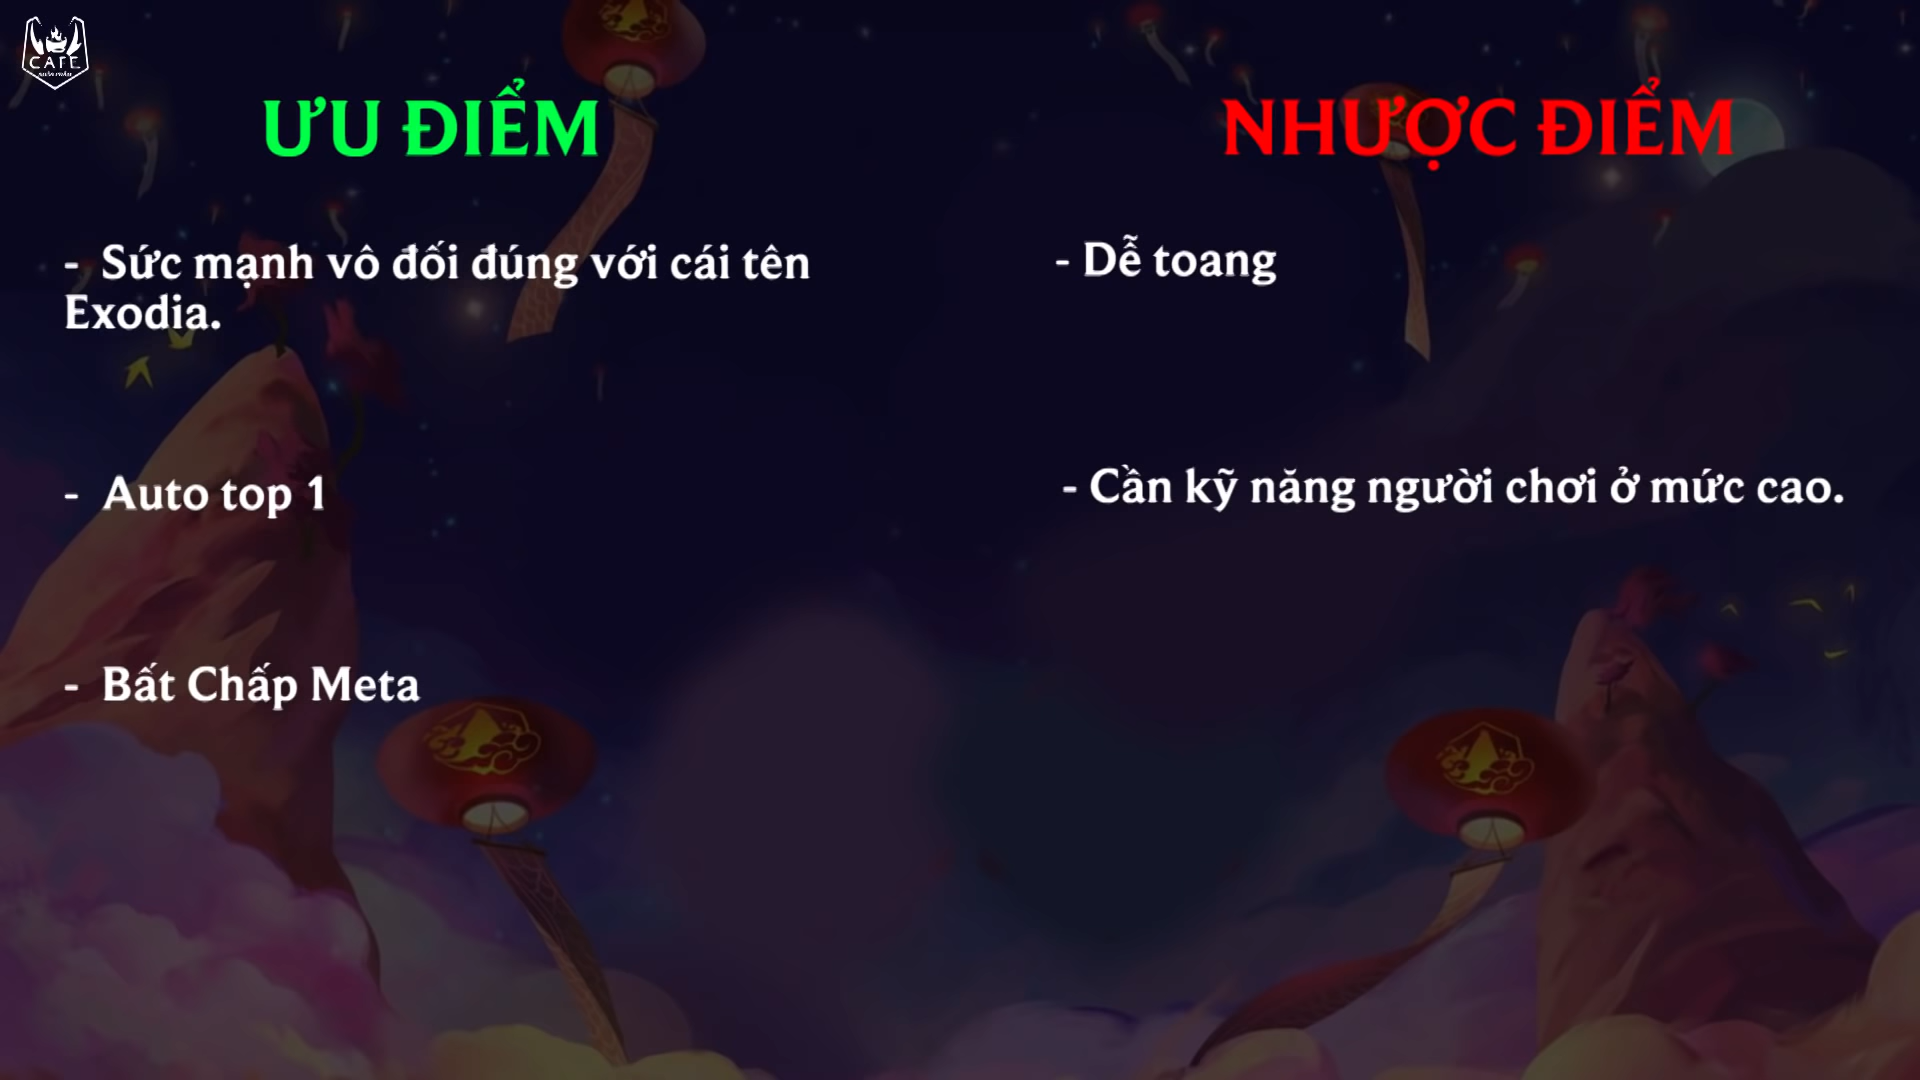 CAFE
ƯU ĐIỂM
- Sức mạnh vô đối đúng với cái tên
Exodia.
- Auto top 1
- Bất Chấp Meta
NHƯỢC ĐIỂM
- Dễ toang
- Cần kỹ năng người chơi ở mức cao.